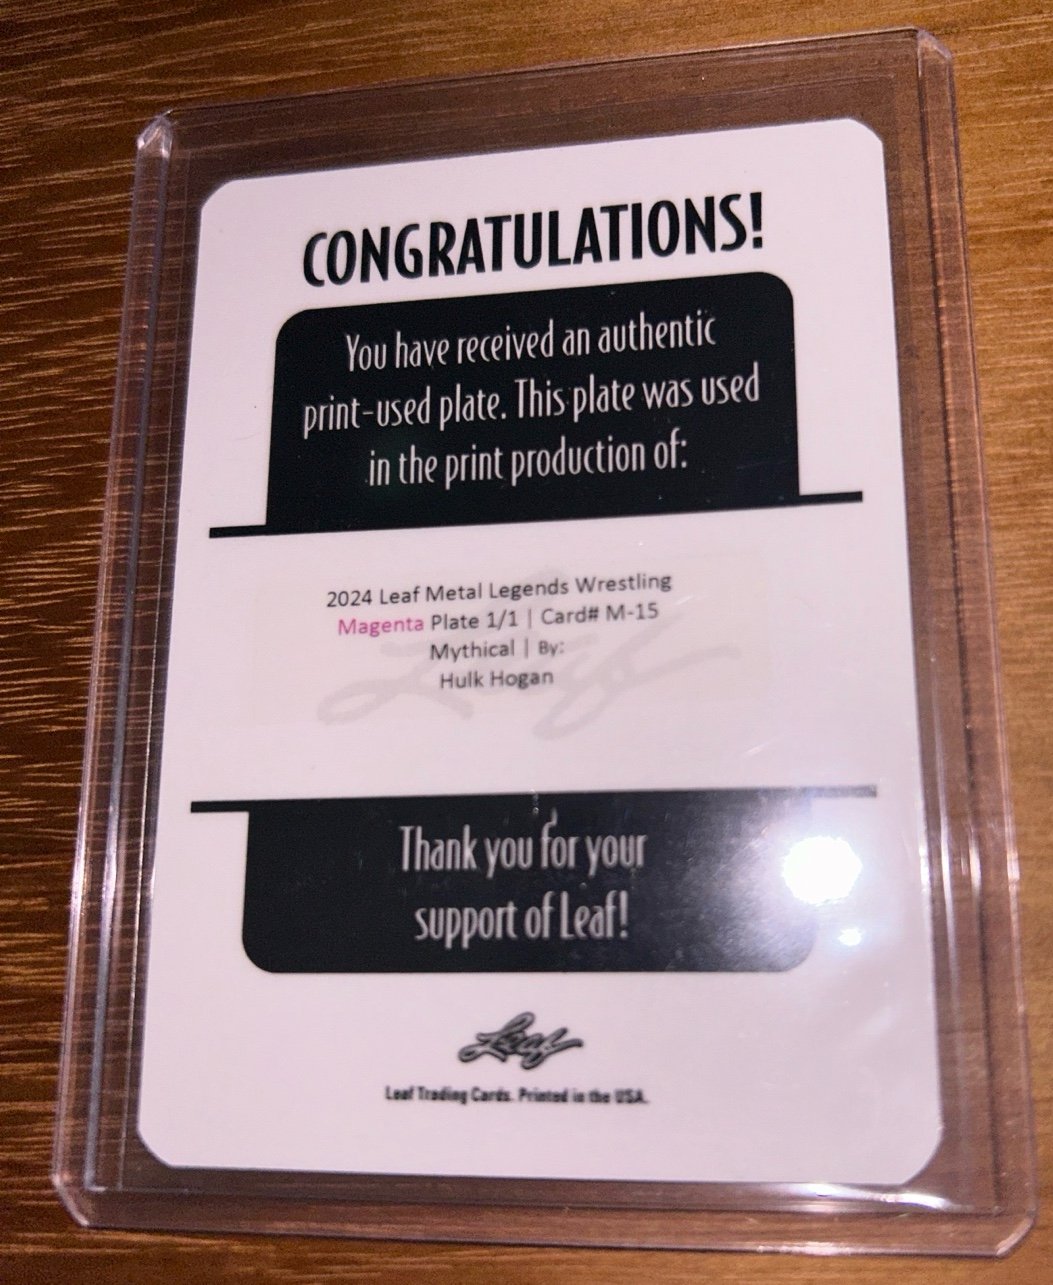 CONGRATULATIONS!
You have received an authentic
print-used plate. This plate was used
in the print production of:
2024 Leaf Metal Legends Wrestling
Magenta Plate 1/1 | Card# M-15
Mythical | By:
Hulk Hogan
Leaf
Thank you for your
support of Leaf!
Leaf
Leaf Trading Cards. Printed in the USA.